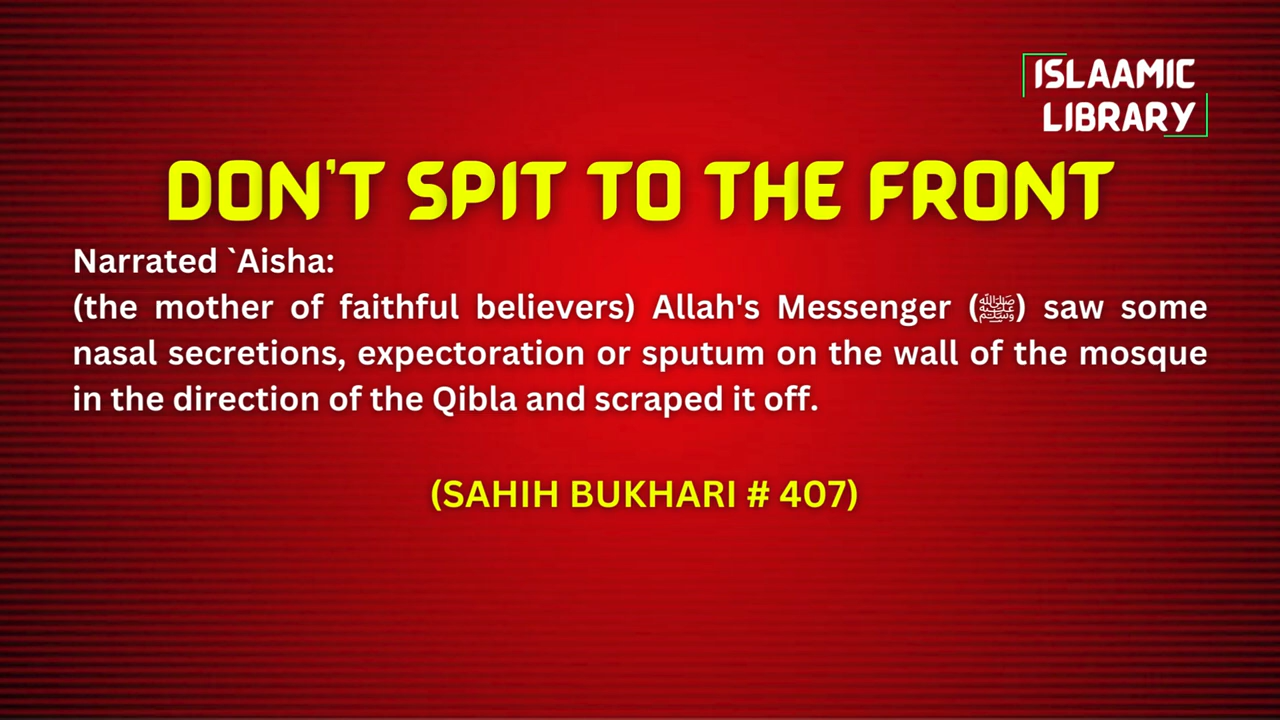 ISLAAMIC
LIBRARY
DON'T SPIT TO THE FRONT
Narrated `Aisha:
(the mother of faithful believers) Allah's Messenger (ﷺ) saw some
nasal secretions, expectoration or sputum on the wall of the mosque
in the direction of the Qibla and scraped it off.
(SAHIH BUKHARI # 407)